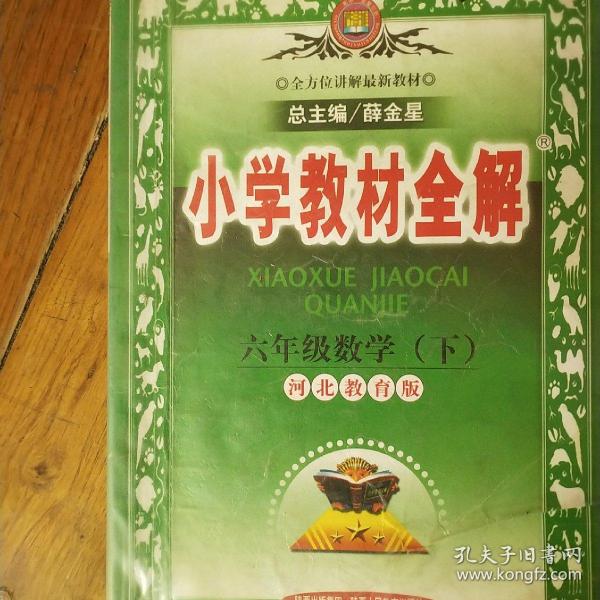 ◎全方位讲解最新教材◎
总主编/薛金星
小学教材全解®
XIAOXUE JIAOCAI
QUANJIE
六年级数学（下）
河北教育版
孔夫子旧书网
www.kongfz.com